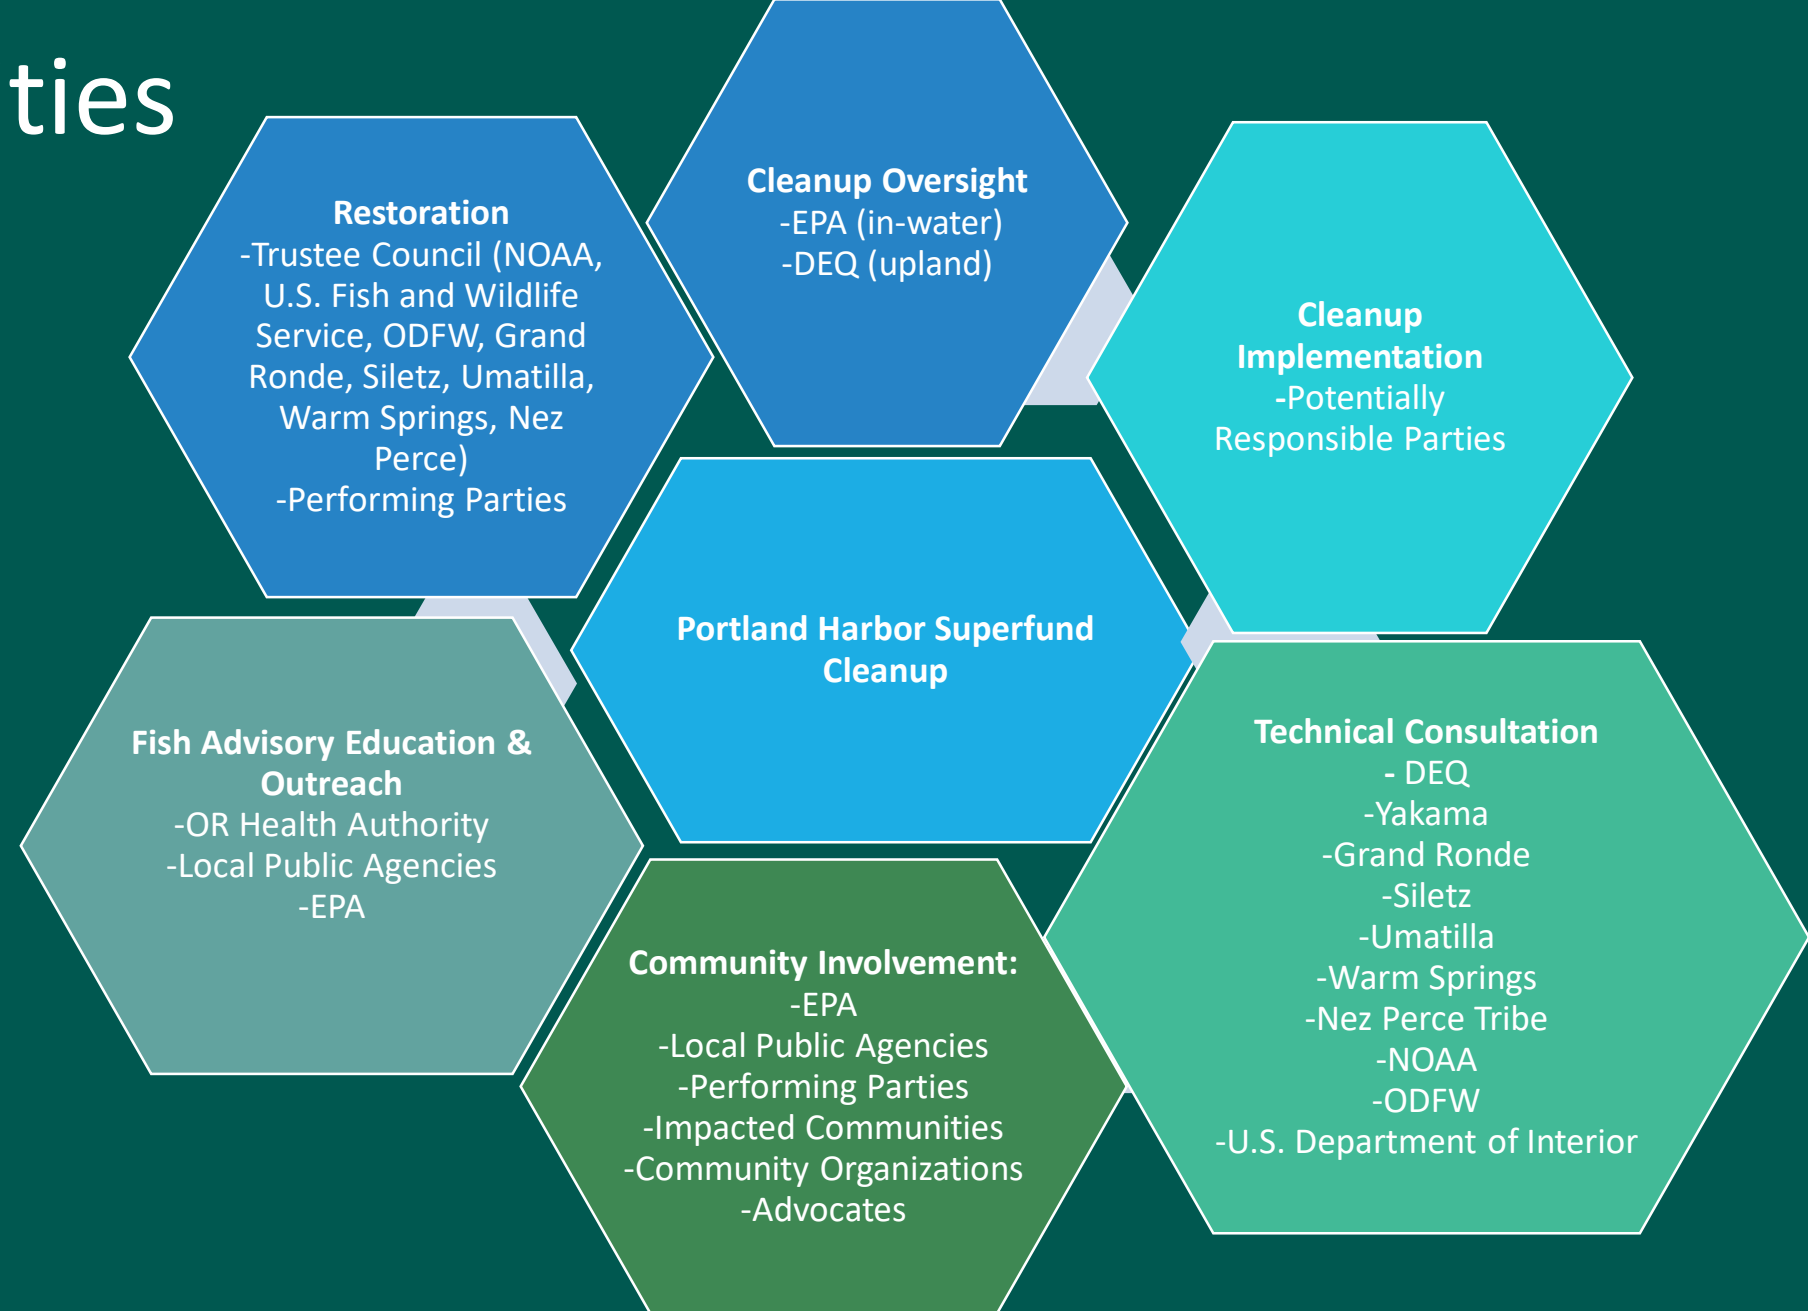 ties
Restoration
-Trustee Council (NOAA,
U.S. Fish and Wildlife
Service, ODFW, Grand
Ronde, Siletz, Umatilla,
Warm Springs, Nez
Perce)
-Performing Parties
Cleanup Oversight
-EPA (in-water)
-DEQ (upland)
Cleanup
Implementation
-Potentially
Responsible Parties
Portland Harbor Superfund
Cleanup
Fish Advisory Education &
Outreach
-OR Health Authority
-Local Public Agencies
-EPA
Community Involvement:
-EPA
-Local Public Agencies
-Performing Parties
-Impacted Communities
-Community Organizations
-Advocates
Technical Consultation
- DEQ
-Yakama
-Grand Ronde
-Siletz
-Umatilla
-Warm Springs
-Nez Perce Tribe
-NOAA
-ODFW
-U.S. Department of Interior